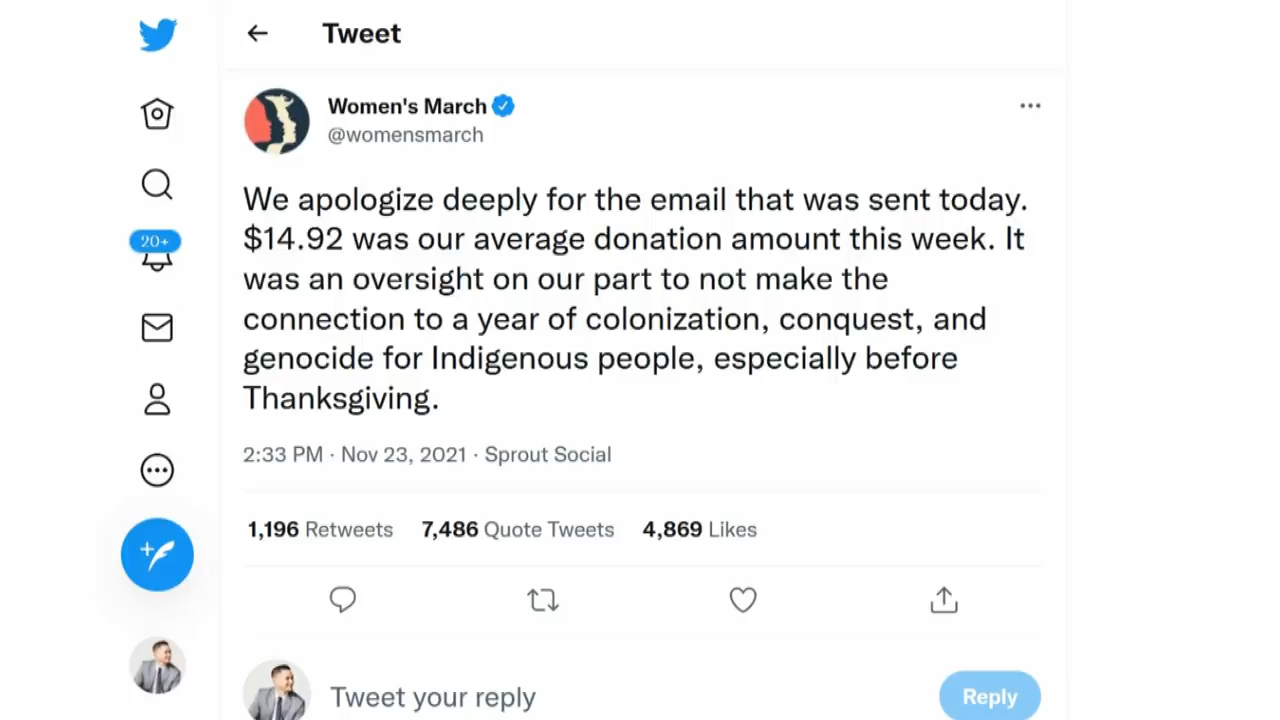 Tweet
Women's March
@womensmarch
We apologize deeply for the email that was sent today.
$14.92 was our average donation amount this week. It
was an oversight on our part to not make the
connection to a year of colonization, conquest, and
genocide for Indigenous people, especially before
Thanksgiving.
20+
2:33 PM · Nov 23, 2021 · Sprout Social
1,196 Retweets 7,486 Quote Tweets 4,869 Likes
Tweet your reply
Reply